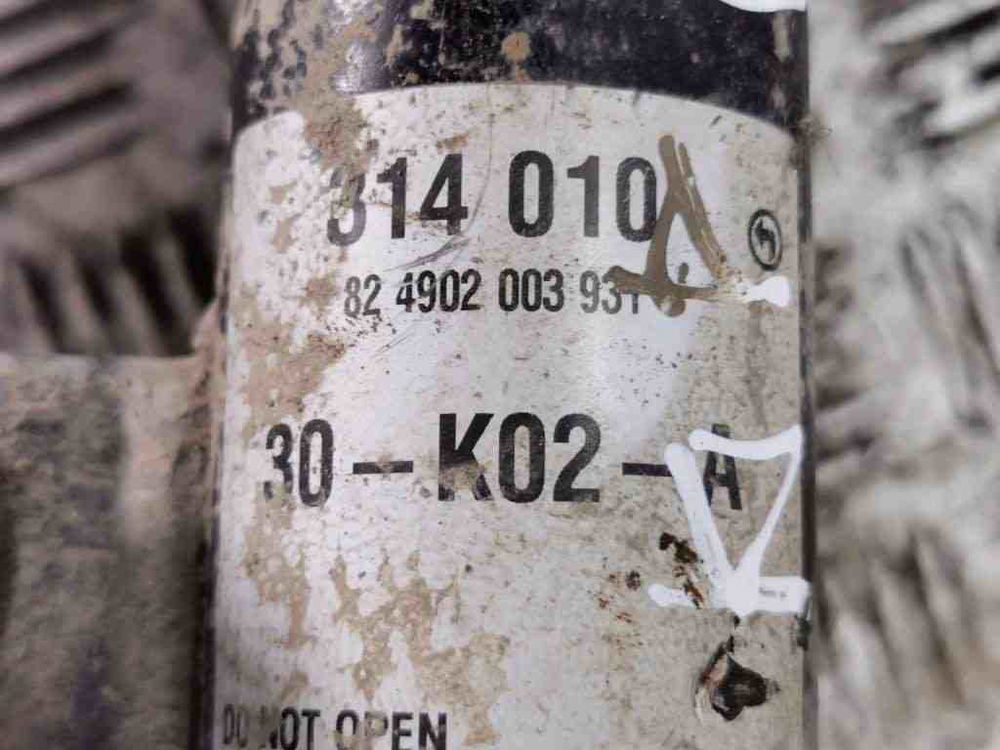 314 010
82 4902 003 931
30-K02-A
DO NOT OPEN